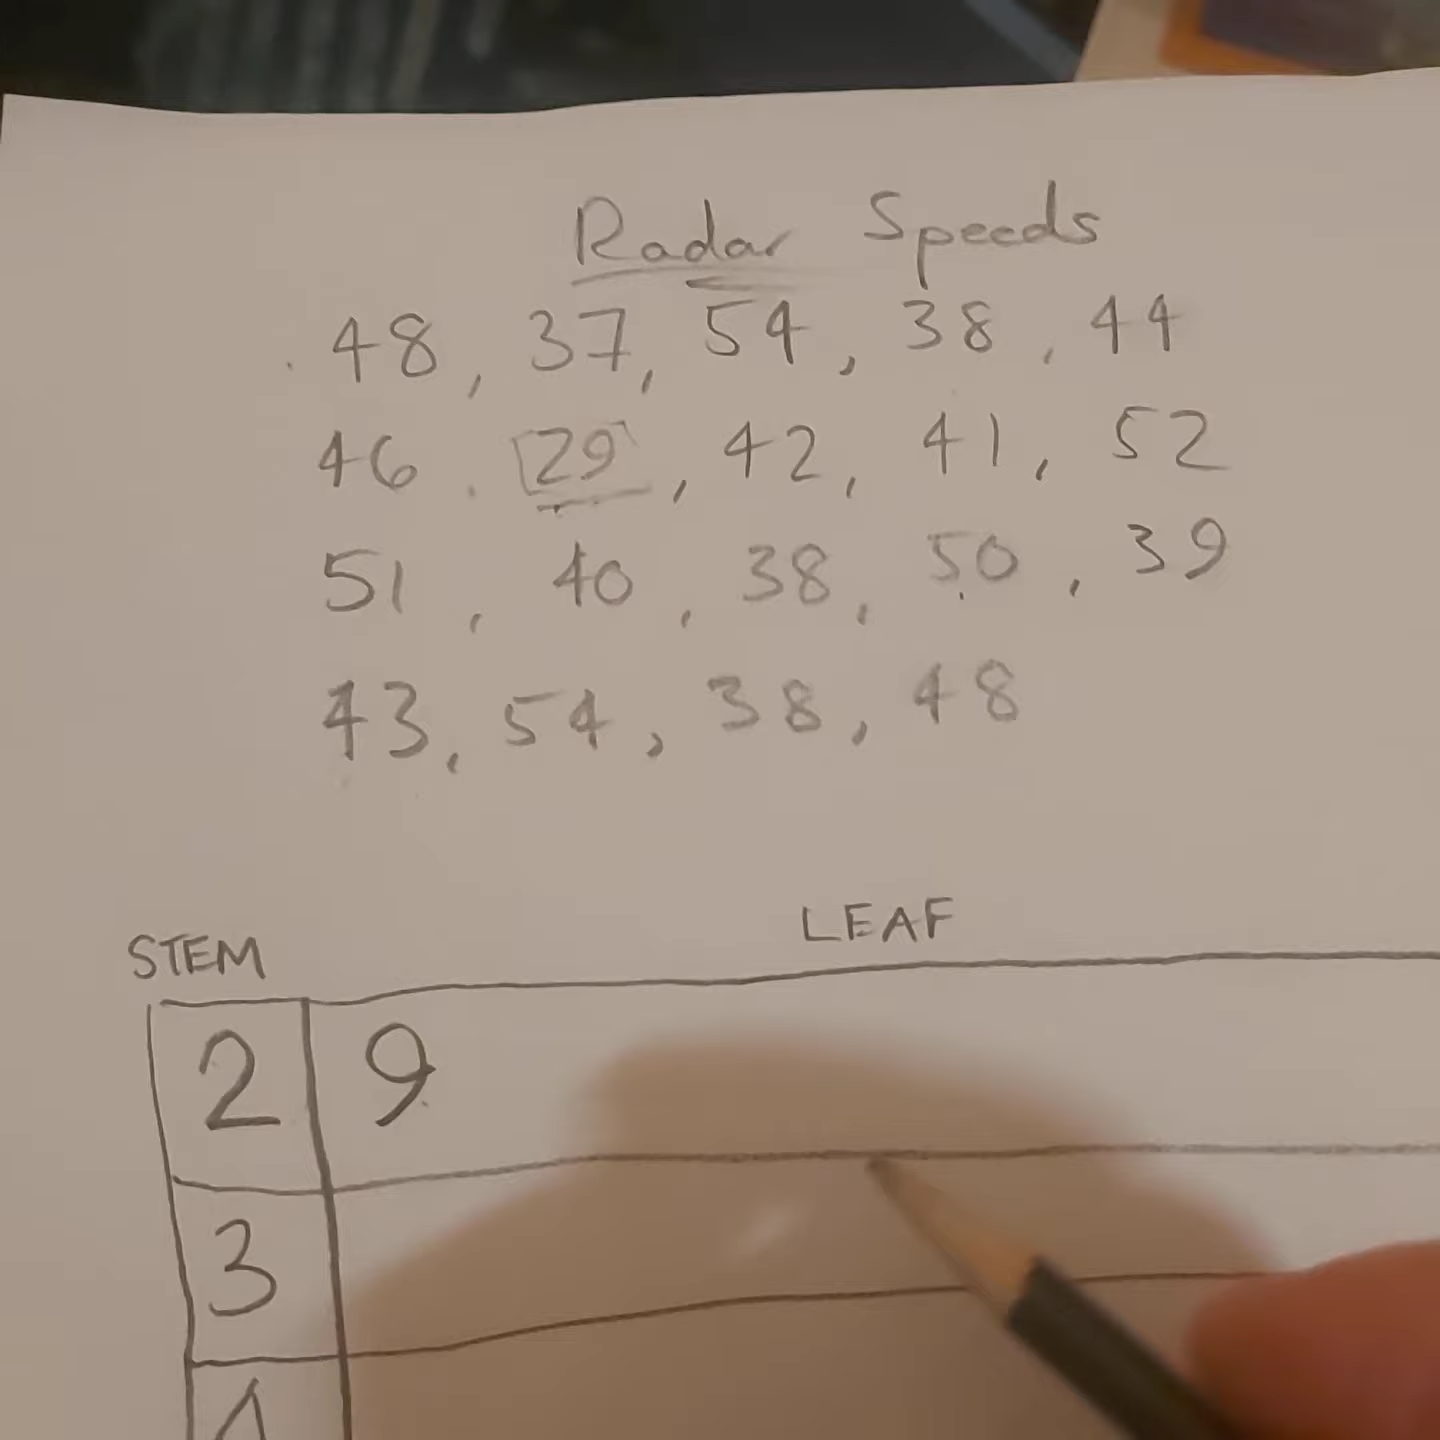 Radar Speeds
48, 37, 54, 38, 44
46. 29, 42, 41, 52
51, 40, 38, 50, 39
43, 54, 38, 48
STEM LEAF
2 9
3
4